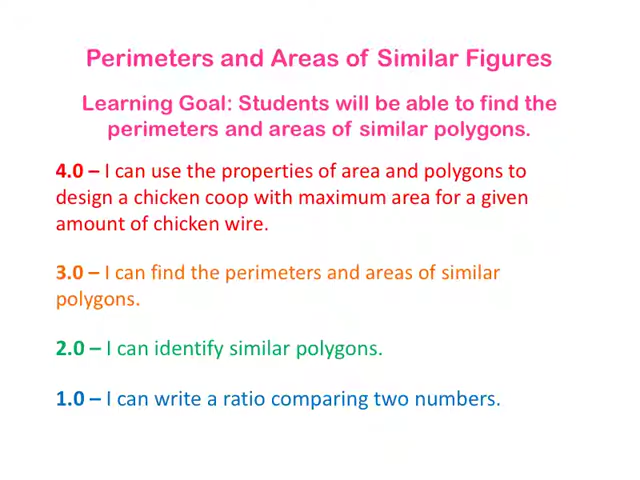 Perimeters and Areas of Similar Figures
Learning Goal: Students will be able to find the
perimeters and areas of similar polygons.
4.0 – I can use the properties of area and polygons to
design a chicken coop with maximum area for a given
amount of chicken wire.
3.0 – I can find the perimeters and areas of similar
polygons.
2.0 – I can identify similar polygons.
1.0 – I can write a ratio comparing two numbers.